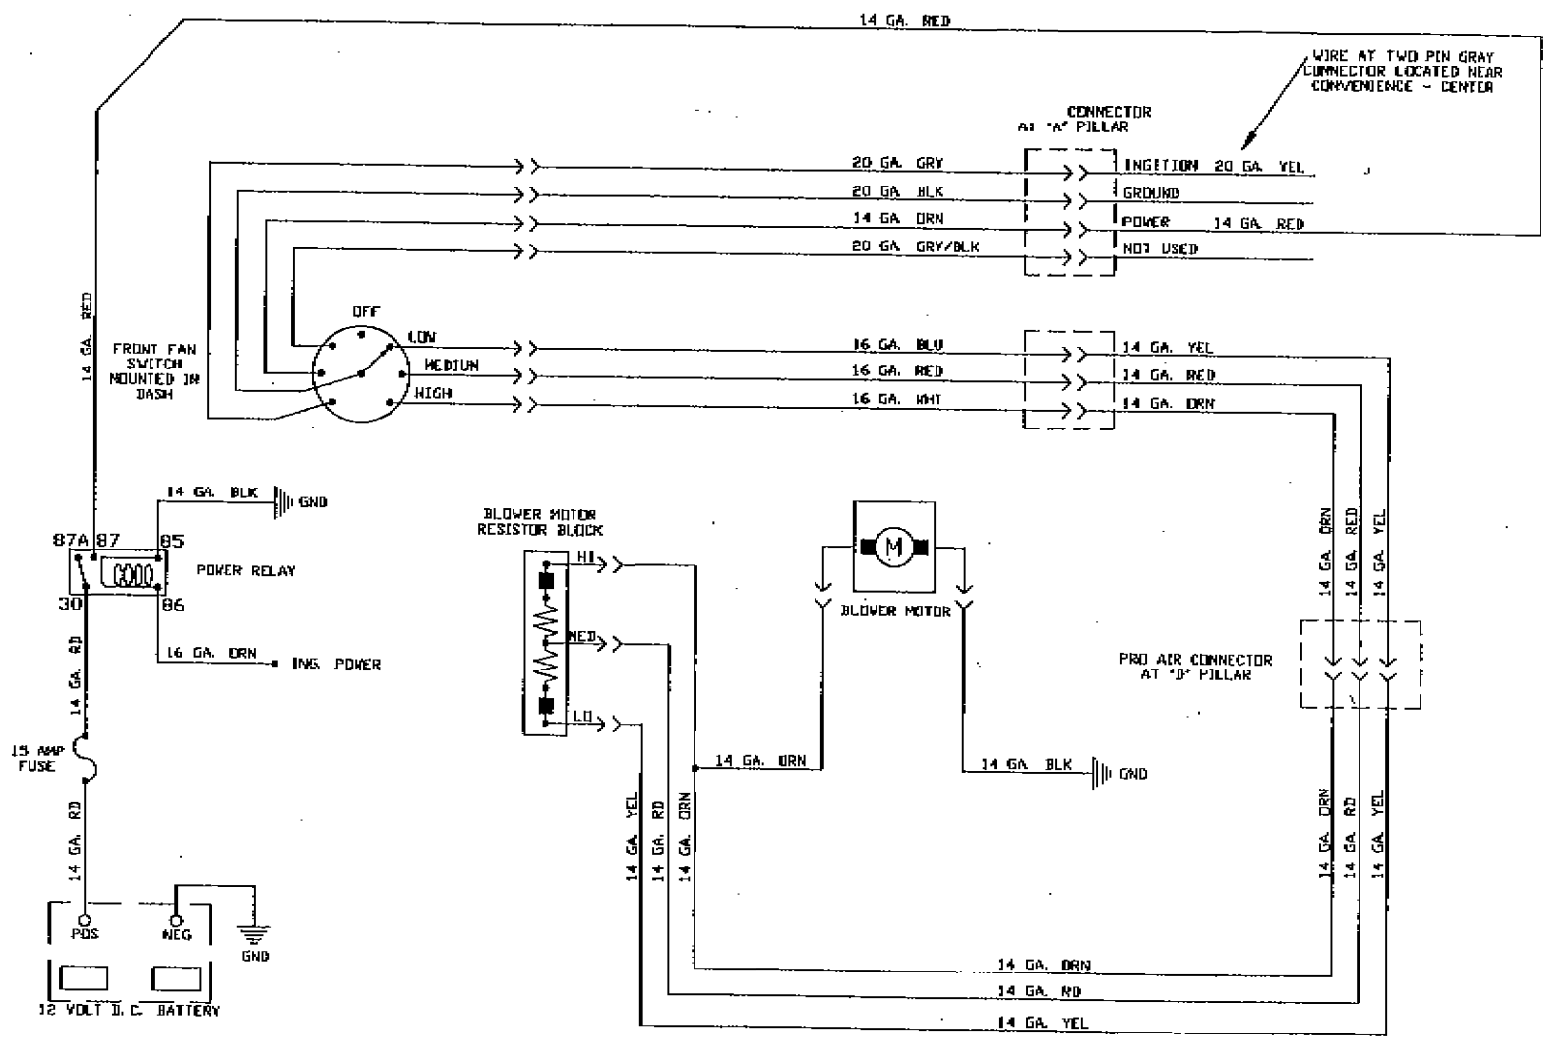 14 GA. RED
WIRE AT TWO PIN GRAY
CONNECTOR LOCATED NEAR
CONVENIENCE - CENTER
CONNECTOR
AT "A" PILLAR
20 GA. GRY
INGITION 20 GA. YEL
20 GA. BLK
GROUND
14 GA. ORN
POWER 14 GA. RED
20 GA. GRY/BLK
NOT USED
14 GA. RED
OFF
LOW
MEDIUM
HIGH
FRONT FAN
SWITCH
MOUNTED IN
DASH
16 GA. BLU
14 GA. YEL
16 GA. RED
14 GA. RED
16 GA. WHT
14 GA. ORN
14 GA. BLK
GND
87A 87 85
POWER RELAY
30 86
16 GA. ORN
ING. POWER
BLOWER MOTOR
RESISTOR BLOCK
HI
MED
LO
M
BLOWER MOTOR
14 GA. ORN
14 GA. RED
14 GA. YEL
PRO AIR CONNECTOR
AT "D" PILLAR
14 GA. RD
15 AMP
FUSE
14 GA. RD
14 GA. ORN
14 GA. BLK
GND
14 GA. YEL
14 GA. RD
14 GA. ORN
14 GA. ORN
14 GA. RD
14 GA. YEL
POS
NEG
GND
12 VOLT D.C. BATTERY
14 GA. ORN
14 GA. RD
14 GA. YEL